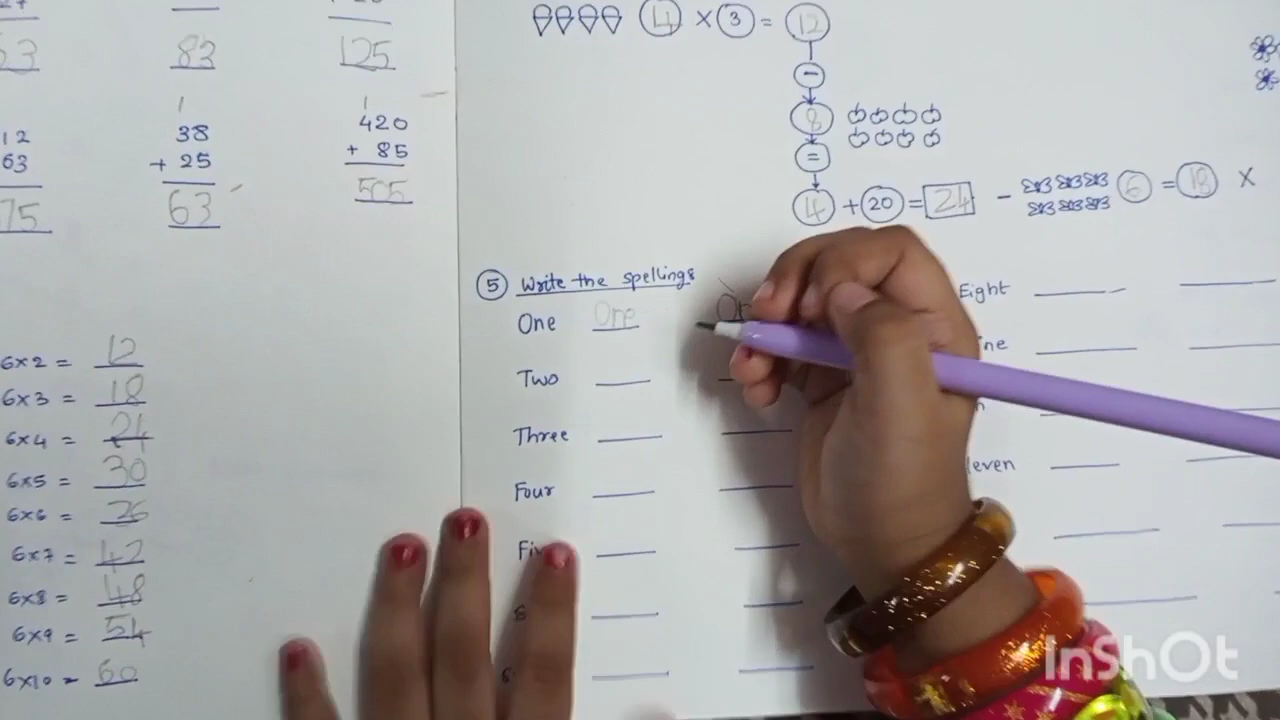 63
83
125
4 × 3 = 12
-
8
=
4 + 20 = 24 - 6 = 18 ×
1
12
63
75
1
38
+ 25
63
1
420
+ 85
505
6x2 = 12
6x3 = 18
6x4 = 24
6x5 = 30
6x6 = 26
6x7 = 42
6x8 = 48
6x9 = 54
6x10 = 60
5 Write the spellings
One One
Two
Three
Four
Eight
InShOt